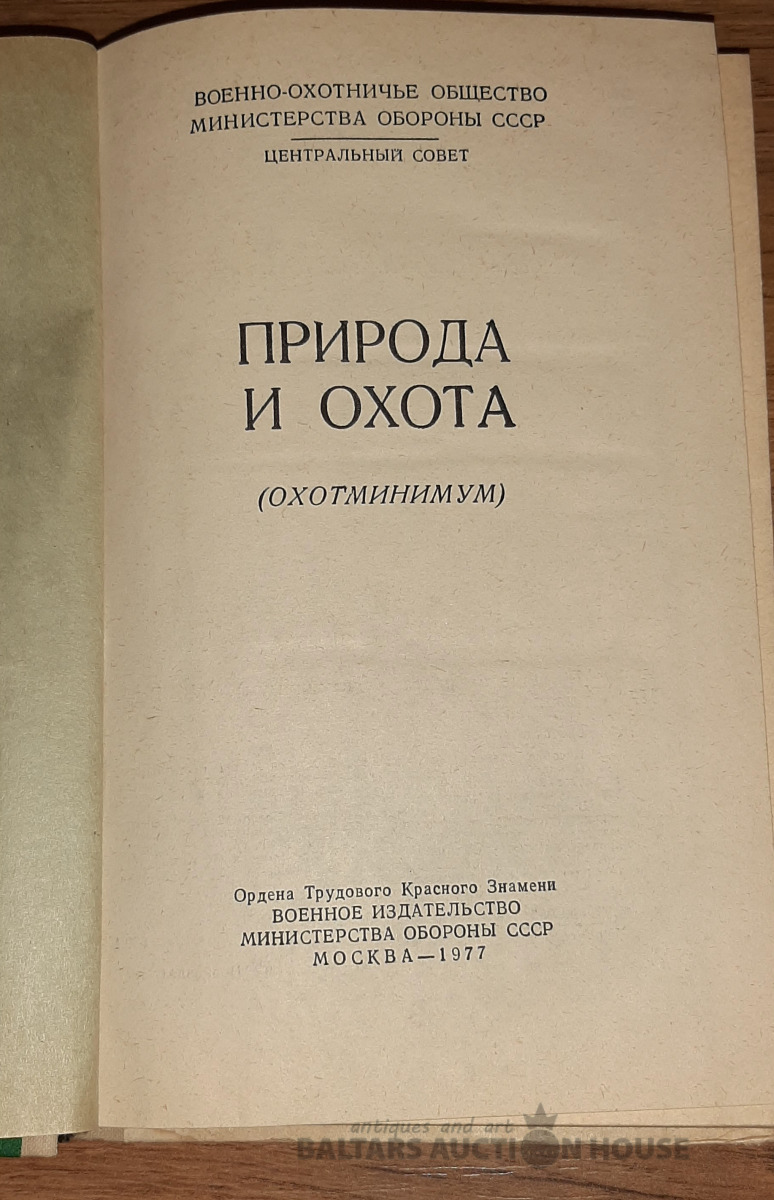 ВОЕННО-ОХОТНИЧЬЕ ОБЩЕСТВО
МИНИСТЕРСТВА ОБОРОНЫ СССР
ЦЕНТРАЛЬНЫЙ СОВЕТ
ПРИРОДА
И ОХОТА
(ОХОТМИНИМУМ)
Ордена Трудового Красного Знамени
ВОЕННОЕ ИЗДАТЕЛЬСТВО
МИНИСТЕРСТВА ОБОРОНЫ СССР
МОСКВА—1977
antiques and art
BALTARS AUCTION HOUSE